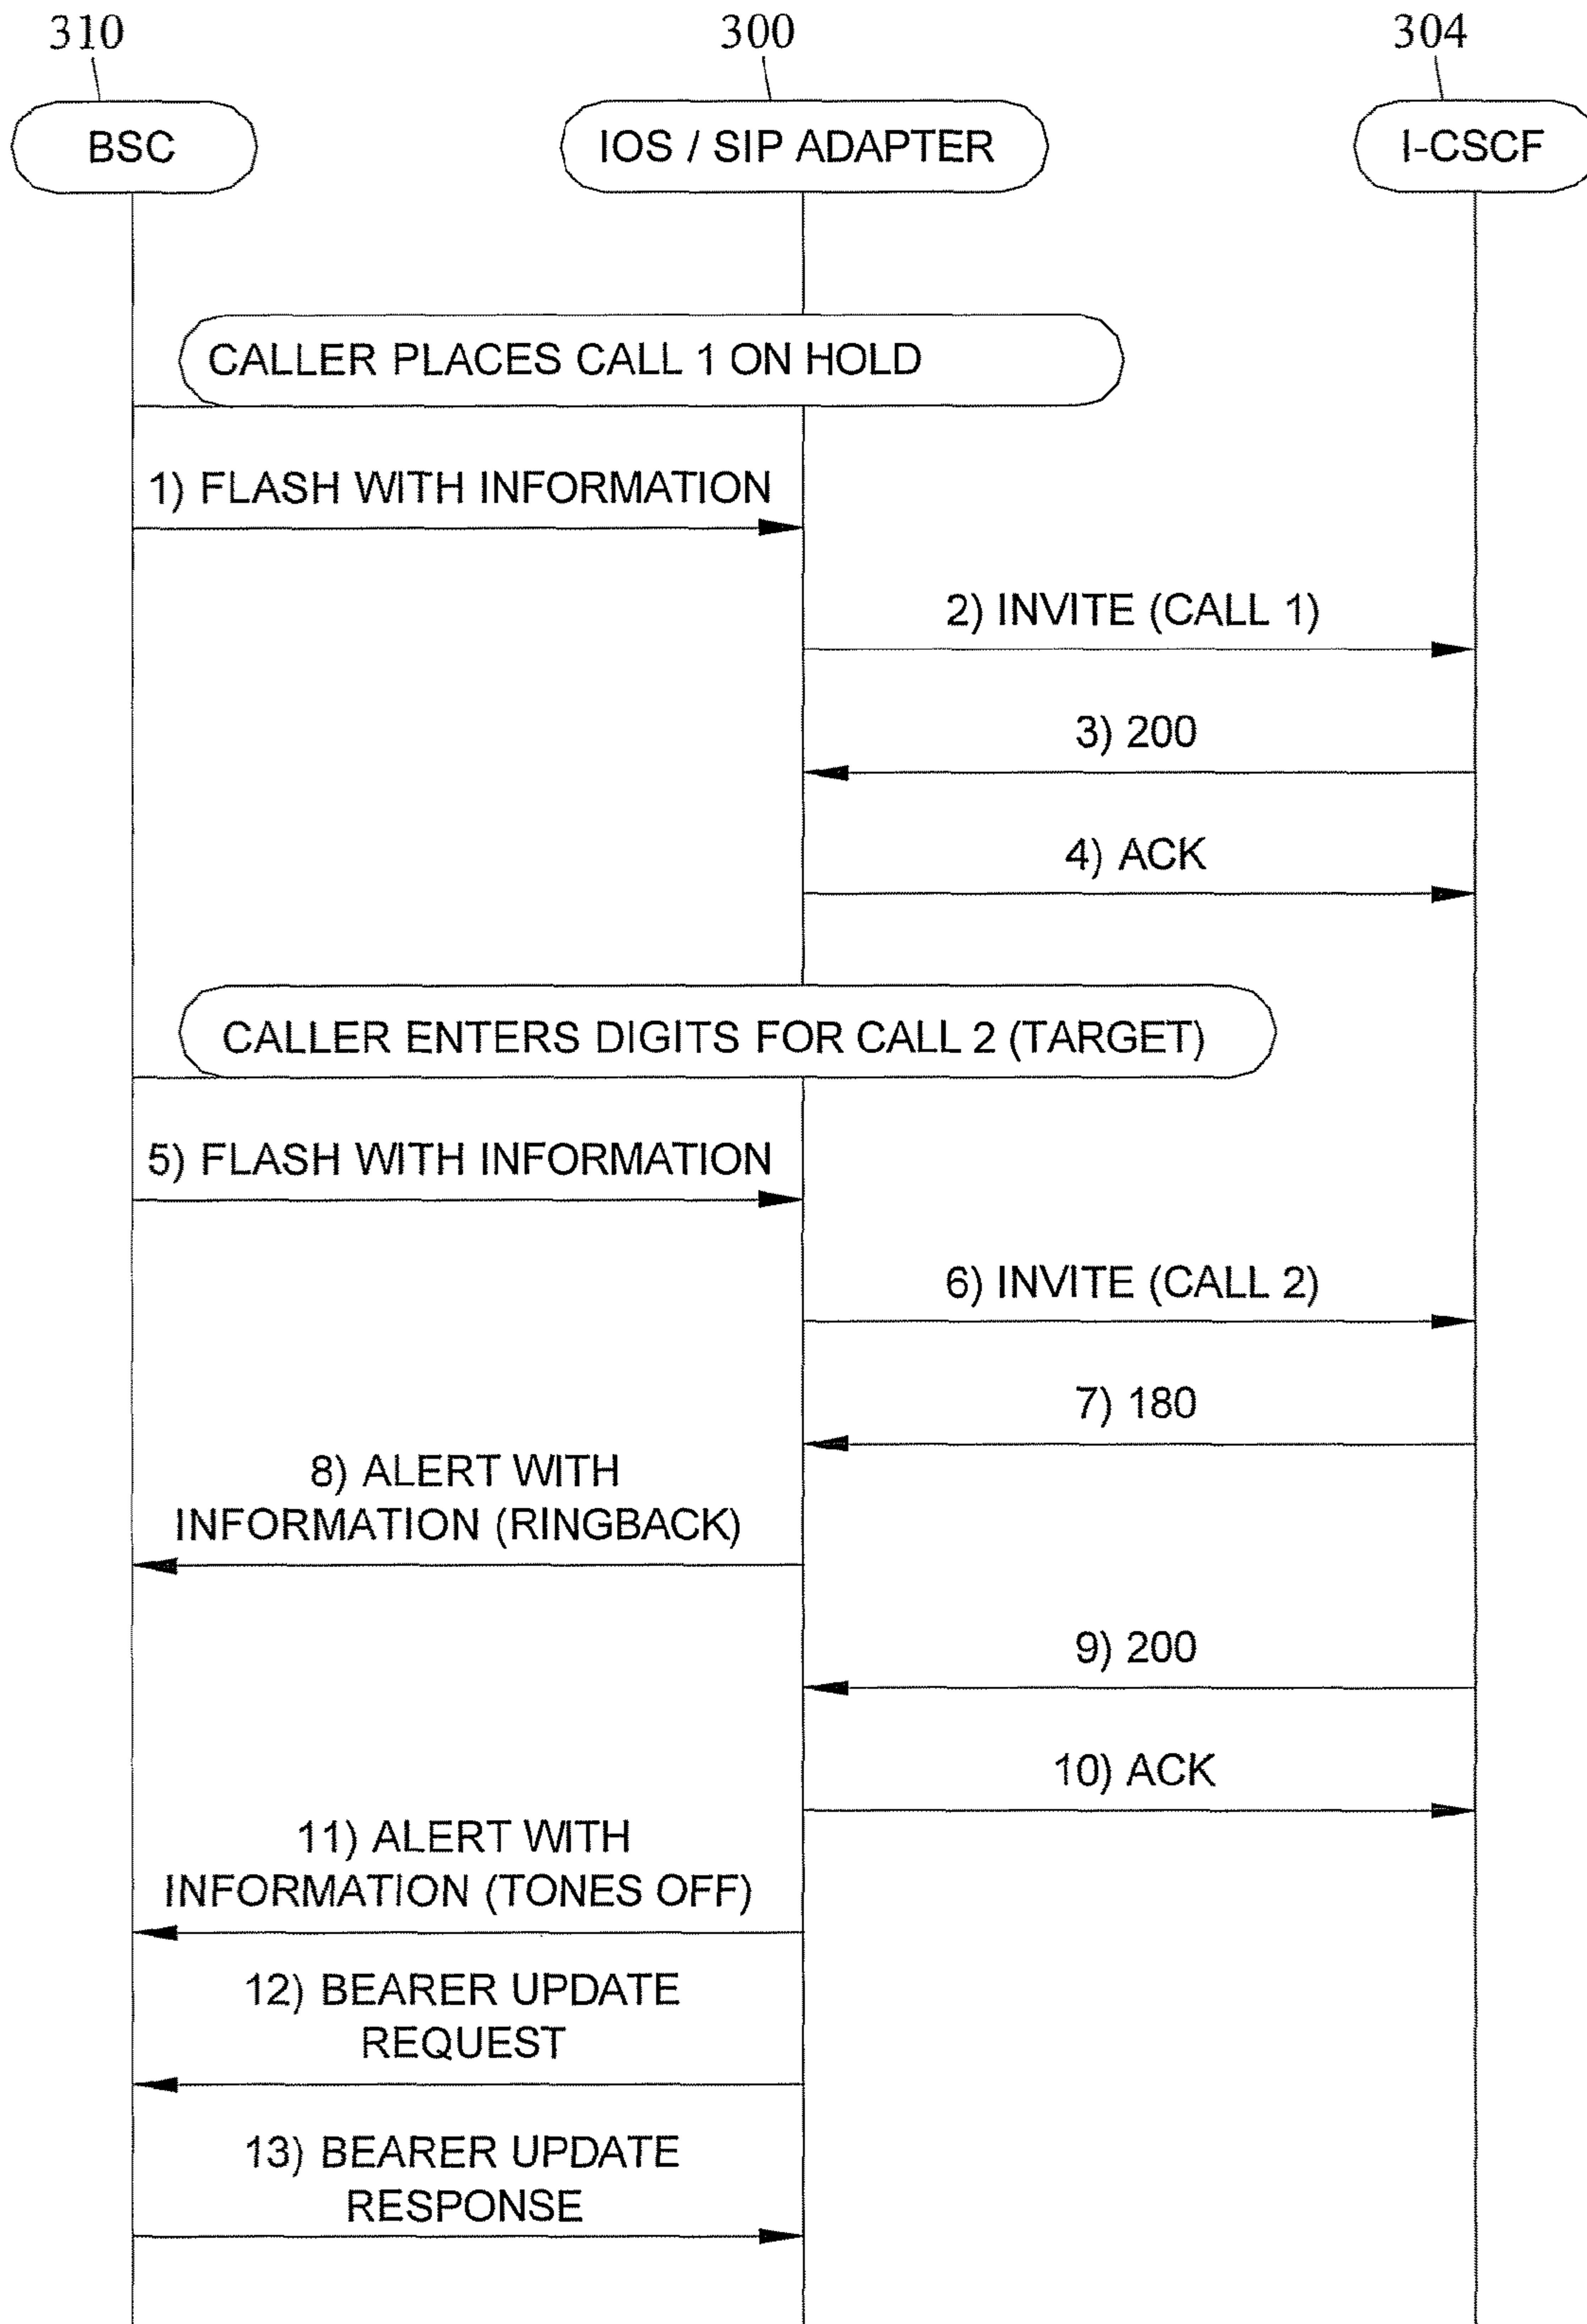 310
300
304
BSC
IOS / SIP ADAPTER
I-CSCF
CALLER PLACES CALL 1 ON HOLD
1) FLASH WITH INFORMATION
2) INVITE (CALL 1)
3) 200
4) ACK
CALLER ENTERS DIGITS FOR CALL 2 (TARGET)
5) FLASH WITH INFORMATION
6) INVITE (CALL 2)
7) 180
8) ALERT WITH
INFORMATION (RINGBACK)
9) 200
10) ACK
11) ALERT WITH
INFORMATION (TONES OFF)
12) BEARER UPDATE
REQUEST
13) BEARER UPDATE
RESPONSE